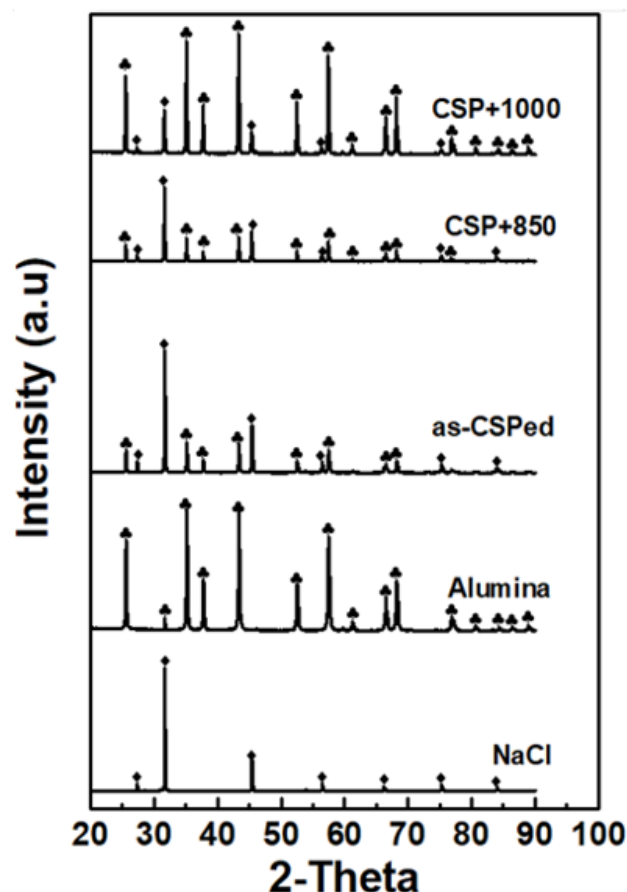 CSP+1000
CSP+850
as-CSPed
Alumina
NaCl
Intensity (a.u)
20 30 40 50 60 70 80 90 100
2-Theta